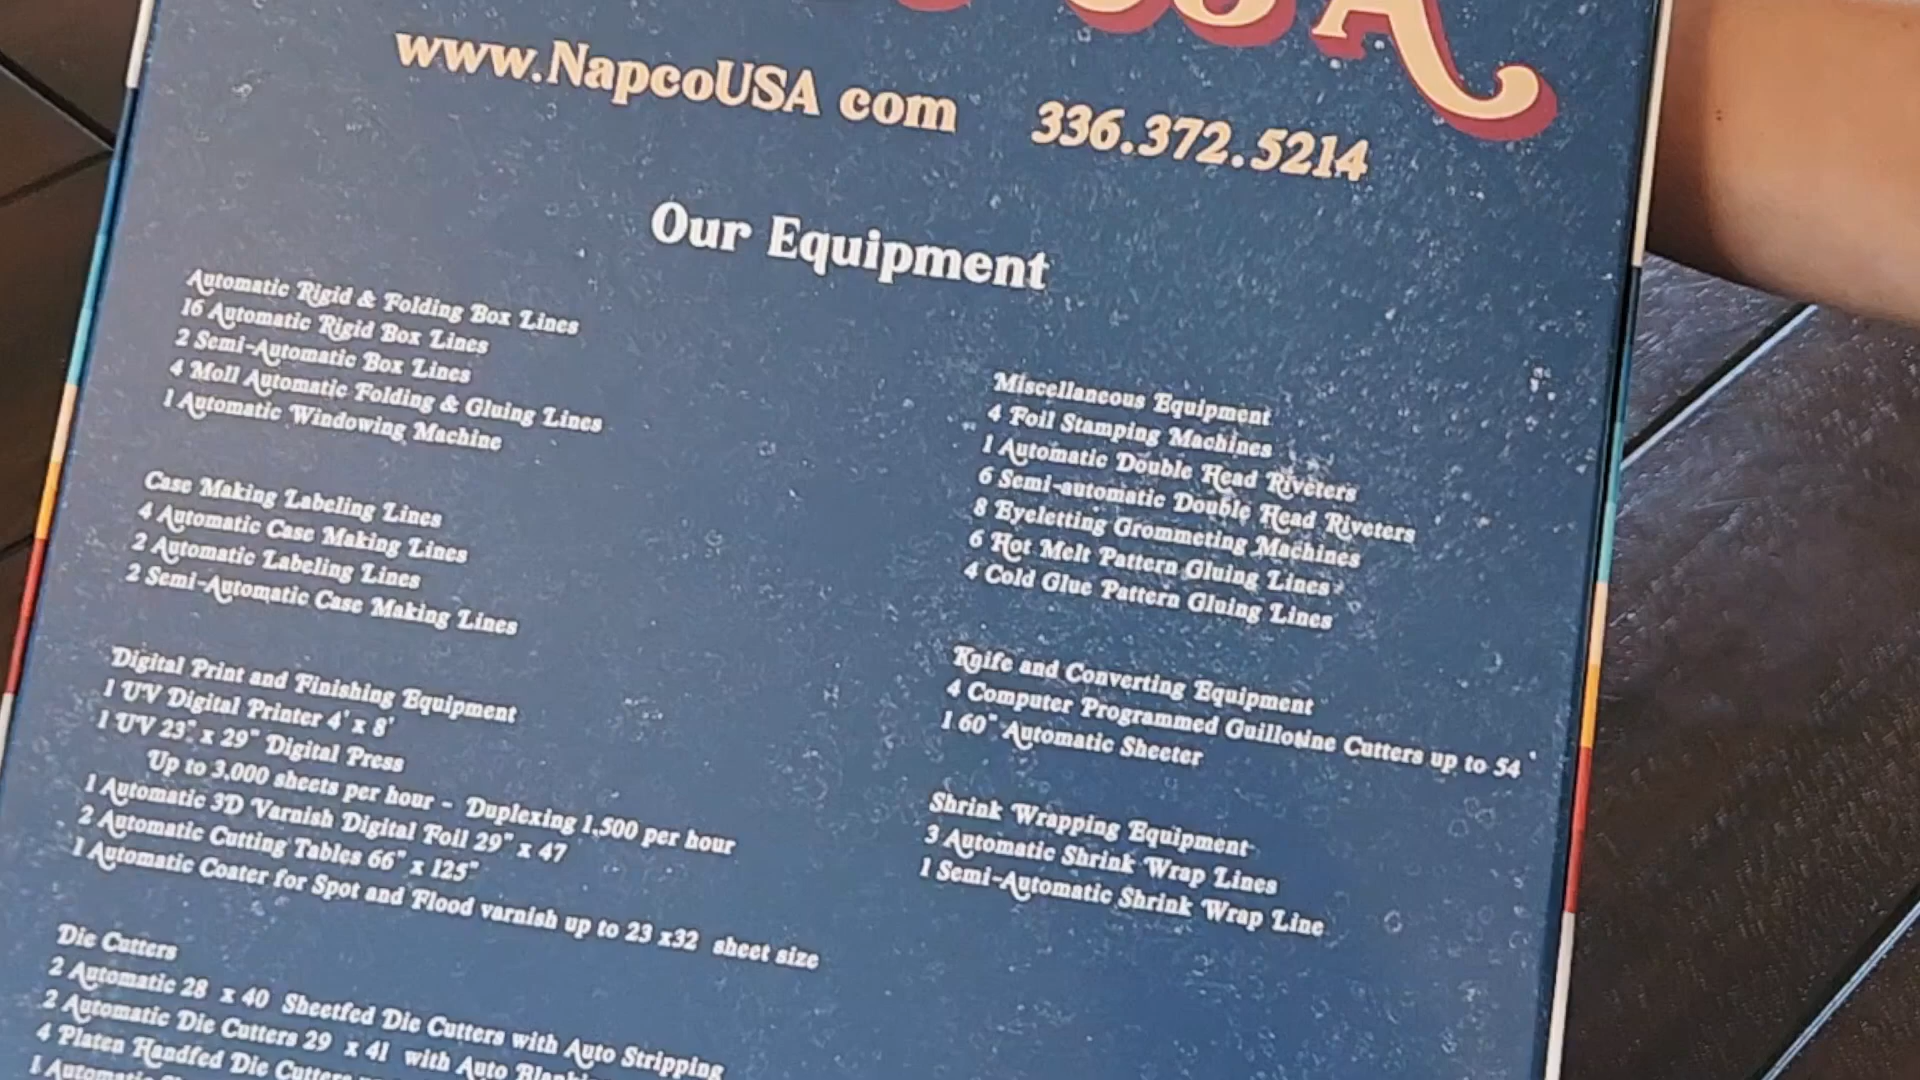 USA
www.NapcoUSA com 336.372.5214
Our Equipment
Automatic Rigid & Folding Box Lines
16 Automatic Rigid Box Lines
2 Semi-Automatic Box Lines
4 Moll Automatic Folding & Gluing Lines
1 Automatic Windowing Machine
Case Making Labeling Lines
4 Automatic Case Making Lines
2 Automatic Labeling Lines
2 Semi-Automatic Case Making Lines
Digital Print and Finishing Equipment
1 UV Digital Printer 4' x 8'
1 UV 23" x 29" Digital Press
Up to 3,000 sheets per hour - Duplexing 1,500 per hour
1 Automatic 3D Varnish Digital Foil 29" x 47
2 Automatic Cutting Tables 66" x 125"
1 Automatic Coater for Spot and Flood varnish up to 23 x32 sheet size
Die Cutters
2 Automatic 28 x 40 Sheetfed Die Cutters with Auto Stripping
2 Automatic Die Cutters 29 x 41 with Auto
4 Platen Handfed Die Cutters
1 Automatic
Miscellaneous Equipment
4 Foil Stamping Machines
1 Automatic Double Head Riveters
6 Semi-automatic Double Head Riveters
8 Eyeletting Grommeting Machines
6 Hot Melt Pattern Gluing Lines
4 Cold Glue Pattern Gluing Lines
Knife and Converting Equipment
4 Computer Programmed Guillotine Cutters up to 54 '
1 60" Automatic Sheeter
Shrink Wrapping Equipment
3 Automatic Shrink Wrap Lines
1 Semi-Automatic Shrink Wrap Line